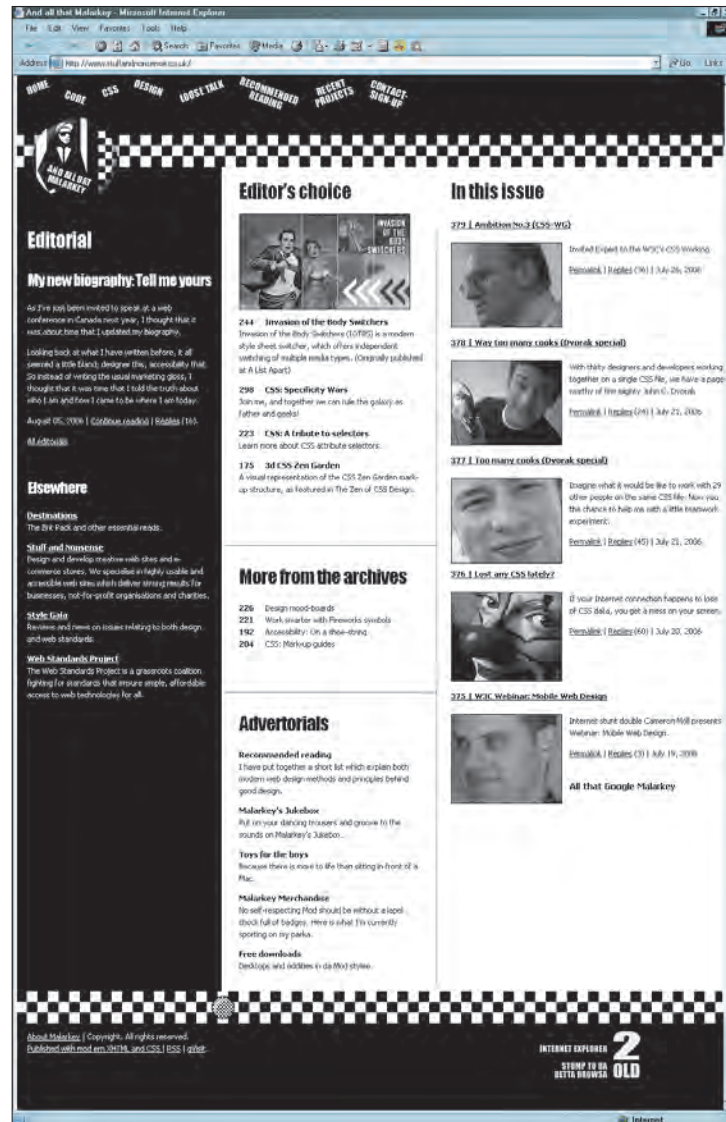 And all that Malarkey - Microsoft Internet Explorer
File Edit View Favorites Tools Help
Search Favorites Media
Address http://www.stuffandnonsense.co.uk/
Go Links
HOME
CODE
CSS
DESIGN
LOOSE TALK
RECOMMENDED
READING
RECENT
PROJECTS
CONTACT-
SIGN-UP
AND ALL DAT
MALARKEY
Editorial
My new biography: Tell me yours
As I've just been invited to speak at a web
conference in Canada next year, I thought that it
was about time that I updated my biography.
Looking back at what I have written before, it all
seemed a little bland; designer this, accessibility that.
So instead of writing the usual marketing gloss, I
thought that it was time that I told the truth about
who I am and how I came to be where I am today.
August 05, 2006 | Continue reading | Replies (16).
All editorials
Elsewhere
Destinations
The Brit Pack and other essential reads.
Stuff and Nonsense
Design and develop creative web sites and e-
commerce stores. We specialise in highly usable and
accessible web sites which deliver strong results for
businesses, not-for-profit organisations and charities.
Style Gala
Reviews and news on issues relating to both design
and web standards.
Web Standards Project
The Web Standards Project is a grassroots coalition
fighting for standards that ensure simple, affordable
access to web technologies for all.
Editor's choice
INVASION
OF THE
BODY
SWITCHERS
244 Invasion of the Body Switchers
Invasion of the Body Switchers (IOTBS) is a modern
style sheet switcher, which offers independent
switching of multiple media types. (Originally published
at A List Apart)
298 CSS: Specificity Wars
Join me, and together we can rule the galaxy as
father and geeks!
223 CSS: A tribute to selectors
Learn more about CSS attribute selectors.
175 3d CSS Zen Garden
A visual representation of the CSS Zen Garden mark-
up structure, as featured in The Zen of CSS Design.
More from the archives
226 Design mood-boards
221 Work smarter with Fireworks symbols
192 Accessibility: On a shoe-string
204 CSS: Mark-up guides
Advertorials
Recommended reading
I have put together a short list which explain both
modern web design methods and principles behind
good design.
Malarkey's Jukebox
Put on your dancing trousers and groove to the
sounds on Malarkey's Jukebox.
Toys for the boys
Because there is more to life than sitting in front of a
Mac.
Malarkey Merchandise
No self-respecting Mod should be without a lapel
chock full of badges. Here is what I'm currently
sporting on my parka.
Free downloads
Desktops and oddities in da Mod stylee.
In this issue
379 | Ambition No.3 (CSS-WG)
Invited Expert to the W3CV CSS Working
Permalink | Replies (36) | July 26, 2006
378 | Way too many cooks (Dvorak special)
With thirty designers and developers working
together on a single CSS file, we have a page
worthy of him mighty John C. Dvorak.
Permalink | Replies (24) | July 21, 2006
377 | Too many cooks (Dvorak special)
Imagine what it would be like to work with 29
other people on the same CSS file. Now you
the chance to help me with a little teamwork
experiment.
Permalink | Replies (45) | July 21, 2006
376 | Lost any CSS lately?
If your Internet connection happens to lose
of CSS data, you get a mess on your screen.
Permalink | Replies (60) | July 20, 2006
375 | W3C Webinar: Mobile Web Design
Internet stunt double Cameron Moll presents
Webinar: Mobile Web Design.
Permalink | Replies (3) | July 19, 2006
All that Google Malarkey
About Malarkey | Copyright. All rights reserved.
Published with mod ern XHTML and CSS | RSS |
INTERNET EXPLORER 2
STOMP TO DA OLD
BETTA BROWSA
Internet